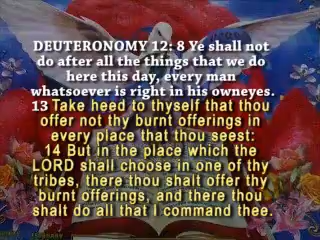 DEUTERONOMY 12: 8 Ye shall not
do after all the things that we do
here this day, every man
whatsoever is right in his owneyes.
13 Take heed to thyself that thou
offer not thy burnt offerings in
every place that thou seest:
14 But in the place which the
LORD shall choose in one of thy
tribes, there thou shalt offer thy
burnt offerings, and there thou
shalt do all that I command thee.